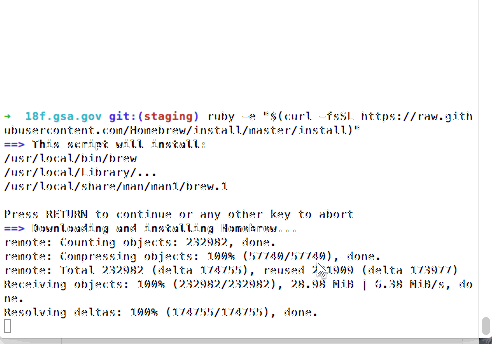 ➜  18f.gsa.gov git:(staging) ruby -e "$(curl -fsSL https://raw.gith
ubusercontent.com/Homebrew/install/master/install)"
==> This script will install:
/usr/local/bin/brew
/usr/local/Library/...
/usr/local/share/man/man1/brew.1
Press RETURN to continue or any other key to abort
==> Downloading and installing Homebrew...
remote: Counting objects: 232982, done.
remote: Compressing objects: 100% (57740/57740), done.
remote: Total 232982 (delta 174755), reused (delta 173977)
Receiving objects: 100% (232982/232982), 28.98 MiB | 6.38 MiB/s, do
ne.
Resolving deltas: 100% (174755/174755), done.